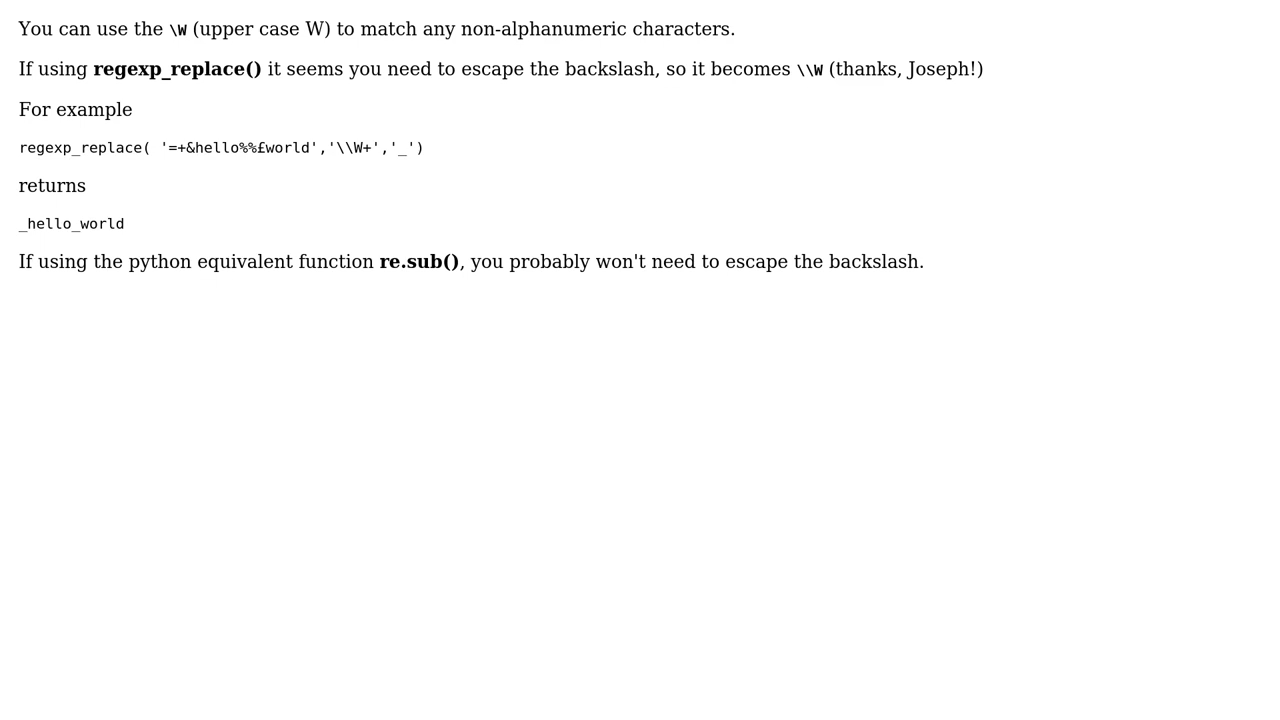 You can use the \W (upper case W) to match any non-alphanumeric characters.
If using regexp_replace() it seems you need to escape the backslash, so it becomes \\W (thanks, Joseph!)
For example
regexp_replace( '=+&hello%%£world','\\W+','_')
returns
_hello_world
If using the python equivalent function re.sub(), you probably won't need to escape the backslash.